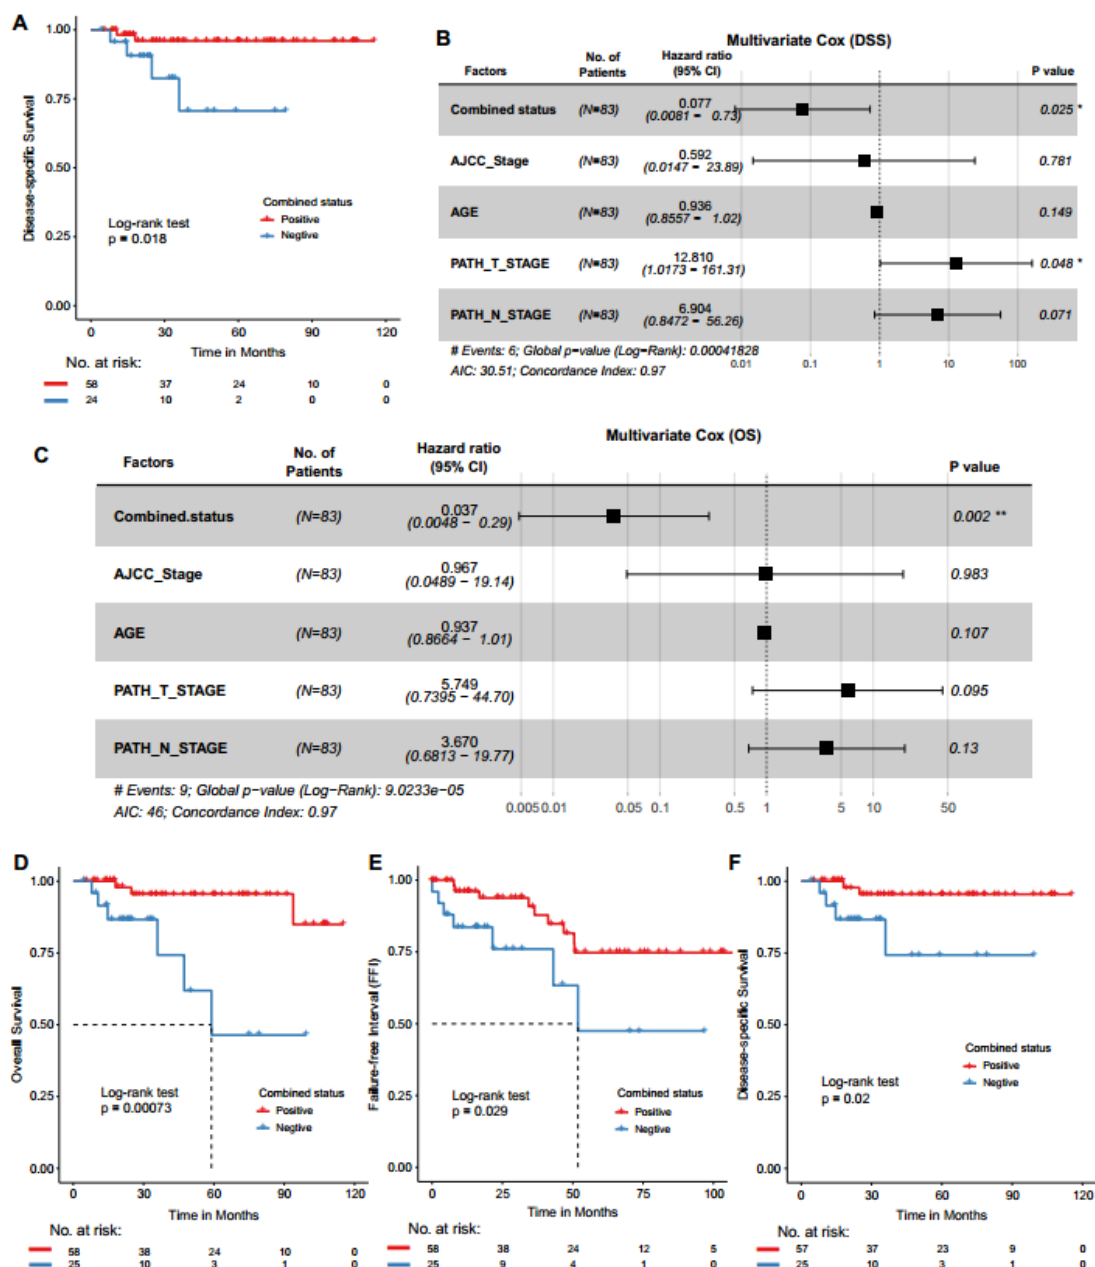 A
1.00
0.75
0.50
0.25
0.00
Disease-specific Survival
Log-rank test
p = 0.018
Combined status
Positive
Negtive
0 30 60 90 120
Time in Months
No. at risk:
58 37 24 10 0
24 10 2 0 0
B
Multivariate Cox (DSS)
Factors No. of Patients Hazard ratio (95% CI) P value
Combined status (N=83) 0.077 (0.0081 − 0.73) 0.025 *
AJCC_Stage (N=83) 0.592 (0.0147 − 23.89) 0.781
AGE (N=83) 0.936 (0.8557 − 1.02) 0.149
PATH_T_STAGE (N=83) 12.810 (1.0173 − 161.31) 0.048 *
PATH_N_STAGE (N=83) 6.904 (0.8472 − 56.26) 0.071
# Events: 6; Global p−value (Log−Rank): 0.00041828
AIC: 30.51; Concordance Index: 0.97
0.01 0.1 1 10 100
C
Multivariate Cox (OS)
Factors No. of Patients Hazard ratio (95% CI) P value
Combined.status (N=83) 0.037 (0.0048 − 0.29) 0.002 **
AJCC_Stage (N=83) 0.967 (0.0489 − 19.14) 0.983
AGE (N=83) 0.937 (0.8664 − 1.01) 0.107
PATH_T_STAGE (N=83) 5.749 (0.7395 − 44.70) 0.095
PATH_N_STAGE (N=83) 3.670 (0.6813 − 19.77) 0.13
# Events: 9; Global p−value (Log−Rank): 9.0233e−05
AIC: 46; Concordance Index: 0.97
0.005 0.01 0.05 0.1 0.5 1 5 10 50
D
1.00
0.75
0.50
0.25
0.00
Overall Survival
Log-rank test
p = 0.00073
Combined status
Positive
Negtive
0 30 60 90 120
Time in Months
No. at risk:
58 38 24 10 0
25 10 3 1 0
E
1.00
0.75
0.50
0.25
0.00
Failure-free Interval (FFI)
Log-rank test
p = 0.029
Combined status
Positive
Negtive
0 25 50 75 100
Time in Months
No. at risk:
58 38 24 12 5
25 9 4 1 0
F
1.00
0.75
0.50
0.25
0.00
Disease-specific Survival
Log-rank test
p = 0.02
Combined status
Positive
Negtive
0 30 60 90 120
Time in Months
No. at risk:
57 37 23 9 0
25 10 3 1 0